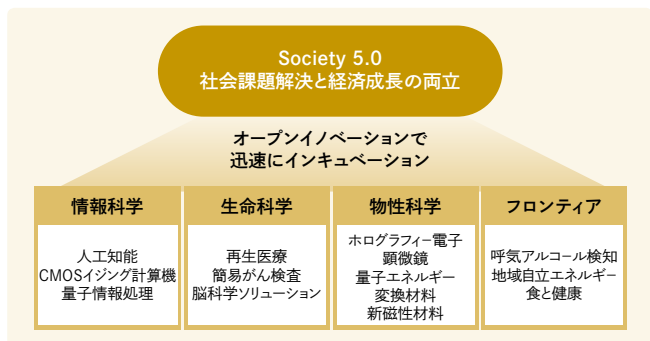 Society 5.0
社会課題解決と経済成長の両立
オープンイノベーションで
迅速にインキュベーション
情報科学
人工知能
CMOSイジング計算機
量子情報処理
生命科学
再生医療
簡易がん検査
脳科学ソリューション
物性科学
ホログラフィー電子
顕微鏡
量子エネルギー
変換材料
新磁性材料
フロンティア
呼気アルコール検知
地域自立エネルギー
食と健康